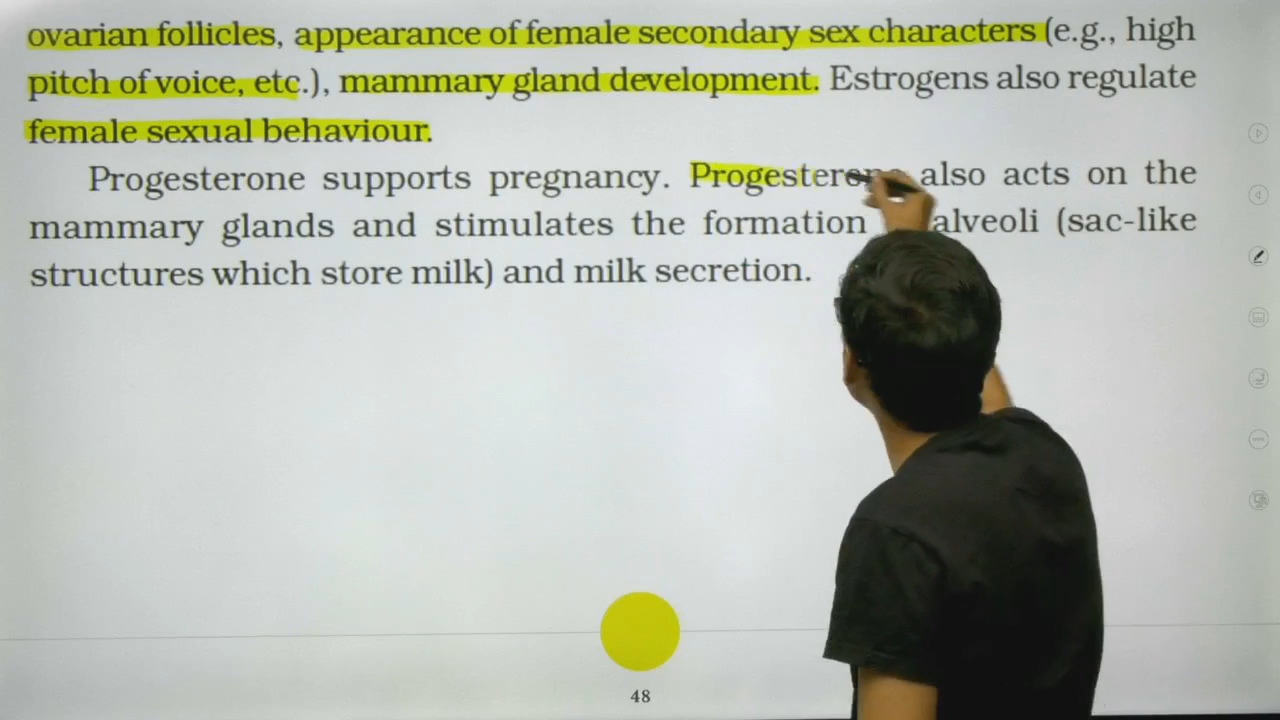 ovarian follicles, appearance of female secondary sex characters (e.g., high
pitch of voice, etc.), mammary gland development. Estrogens also regulate
female sexual behaviour.
Progesterone supports pregnancy. Progesterone also acts on the
mammary glands and stimulates the formation alveoli (sac-like
structures which store milk) and milk secretion.
48